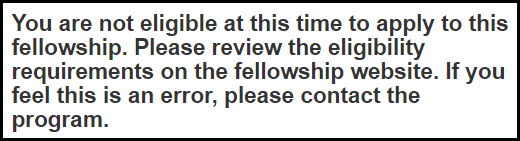 You are not eligible at this time to apply to this
fellowship. Please review the eligibility
requirements on the fellowship website. If you
feel this is an error, please contact the
program.